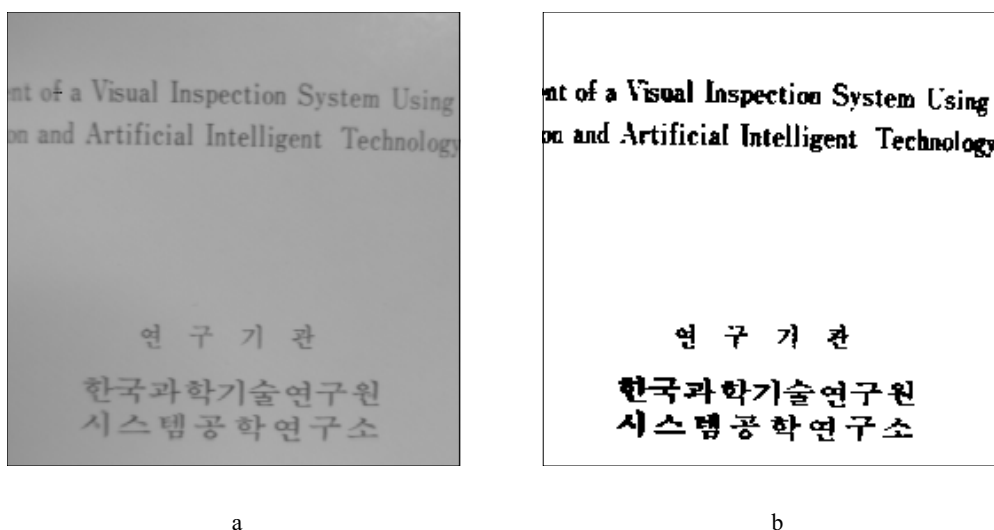 ent of a Visual Inspection System Using
on and Artificial Intelligent Technology
연 구 기 관
한국과학기술연구원
시스템공학연구소
a
ent of a Visual Inspection System Using
on and Artificial Intelligent Technology
연 구 기 관
한국과학기술연구원
시스템공학연구소
b